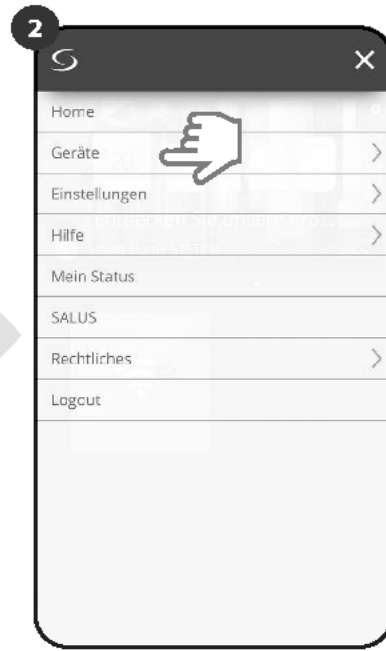 2
Home
Geräte
Einstellungen
Hilfe
Mein Status
SALUS
Rechtliches
Logout